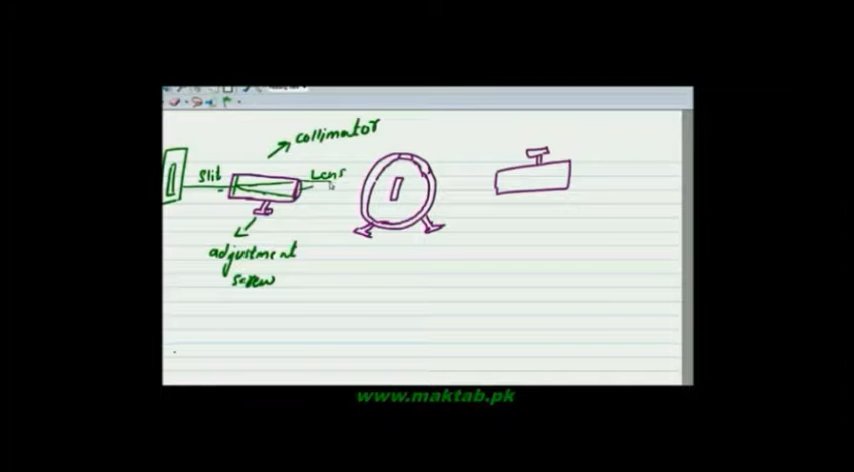 collimator
Slit
Lens
adjustment
screw
www.maktab.pk